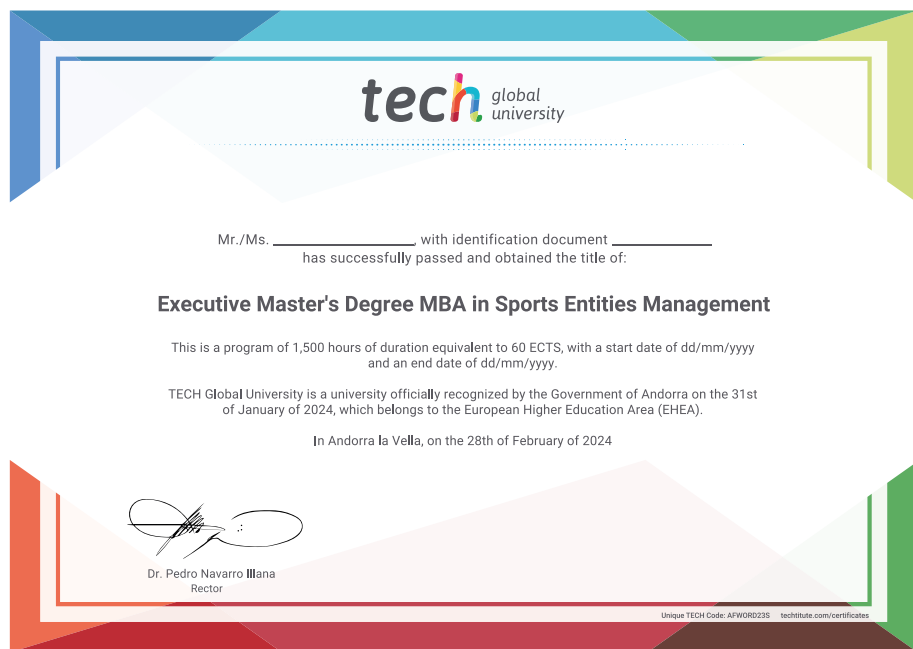 tech global university
Mr./Ms. ____________, with identification document ____________
has successfully passed and obtained the title of:
Executive Master's Degree MBA in Sports Entities Management
This is a program of 1,500 hours of duration equivalent to 60 ECTS, with a start date of dd/mm/yyyy
and an end date of dd/mm/yyyy.
TECH Global University is a university officially recognized by the Government of Andorra on the 31st
of January of 2024, which belongs to the European Higher Education Area (EHEA).
In Andorra la Vella, on the 28th of February of 2024
Dr. Pedro Navarro Illana
Rector
Unique TECH Code: AFWORD23S techtitute.com/certificates